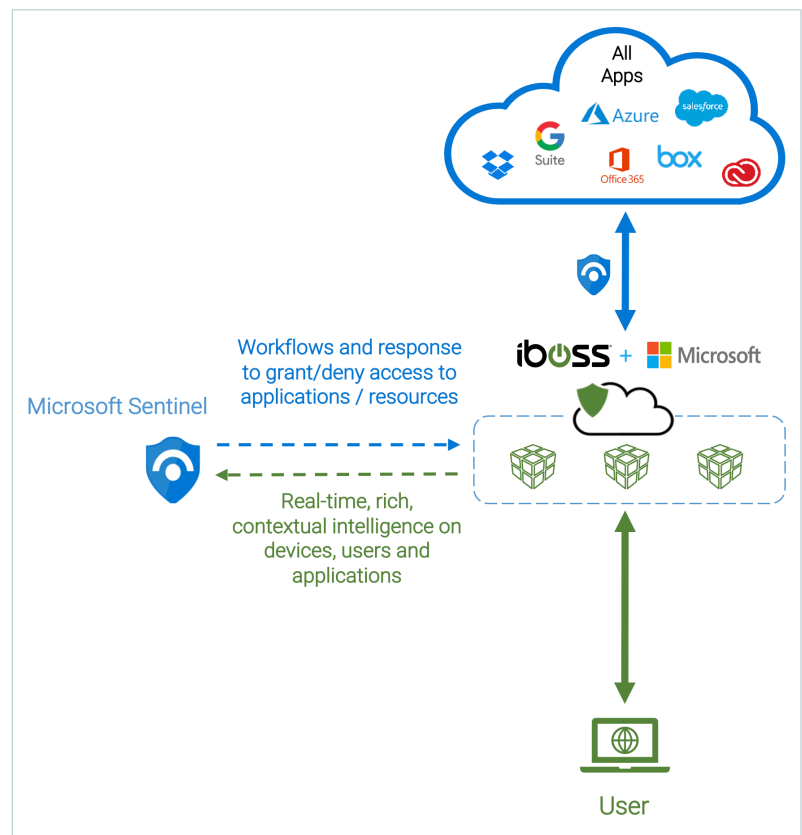 All
Apps
Azure
salesforce
G
Suite
Office 365
box
iboss + Microsoft
Workflows and response
to grant/deny access to
applications / resources
Microsoft Sentinel
Real-time, rich,
contextual intelligence on
devices, users and
applications
User